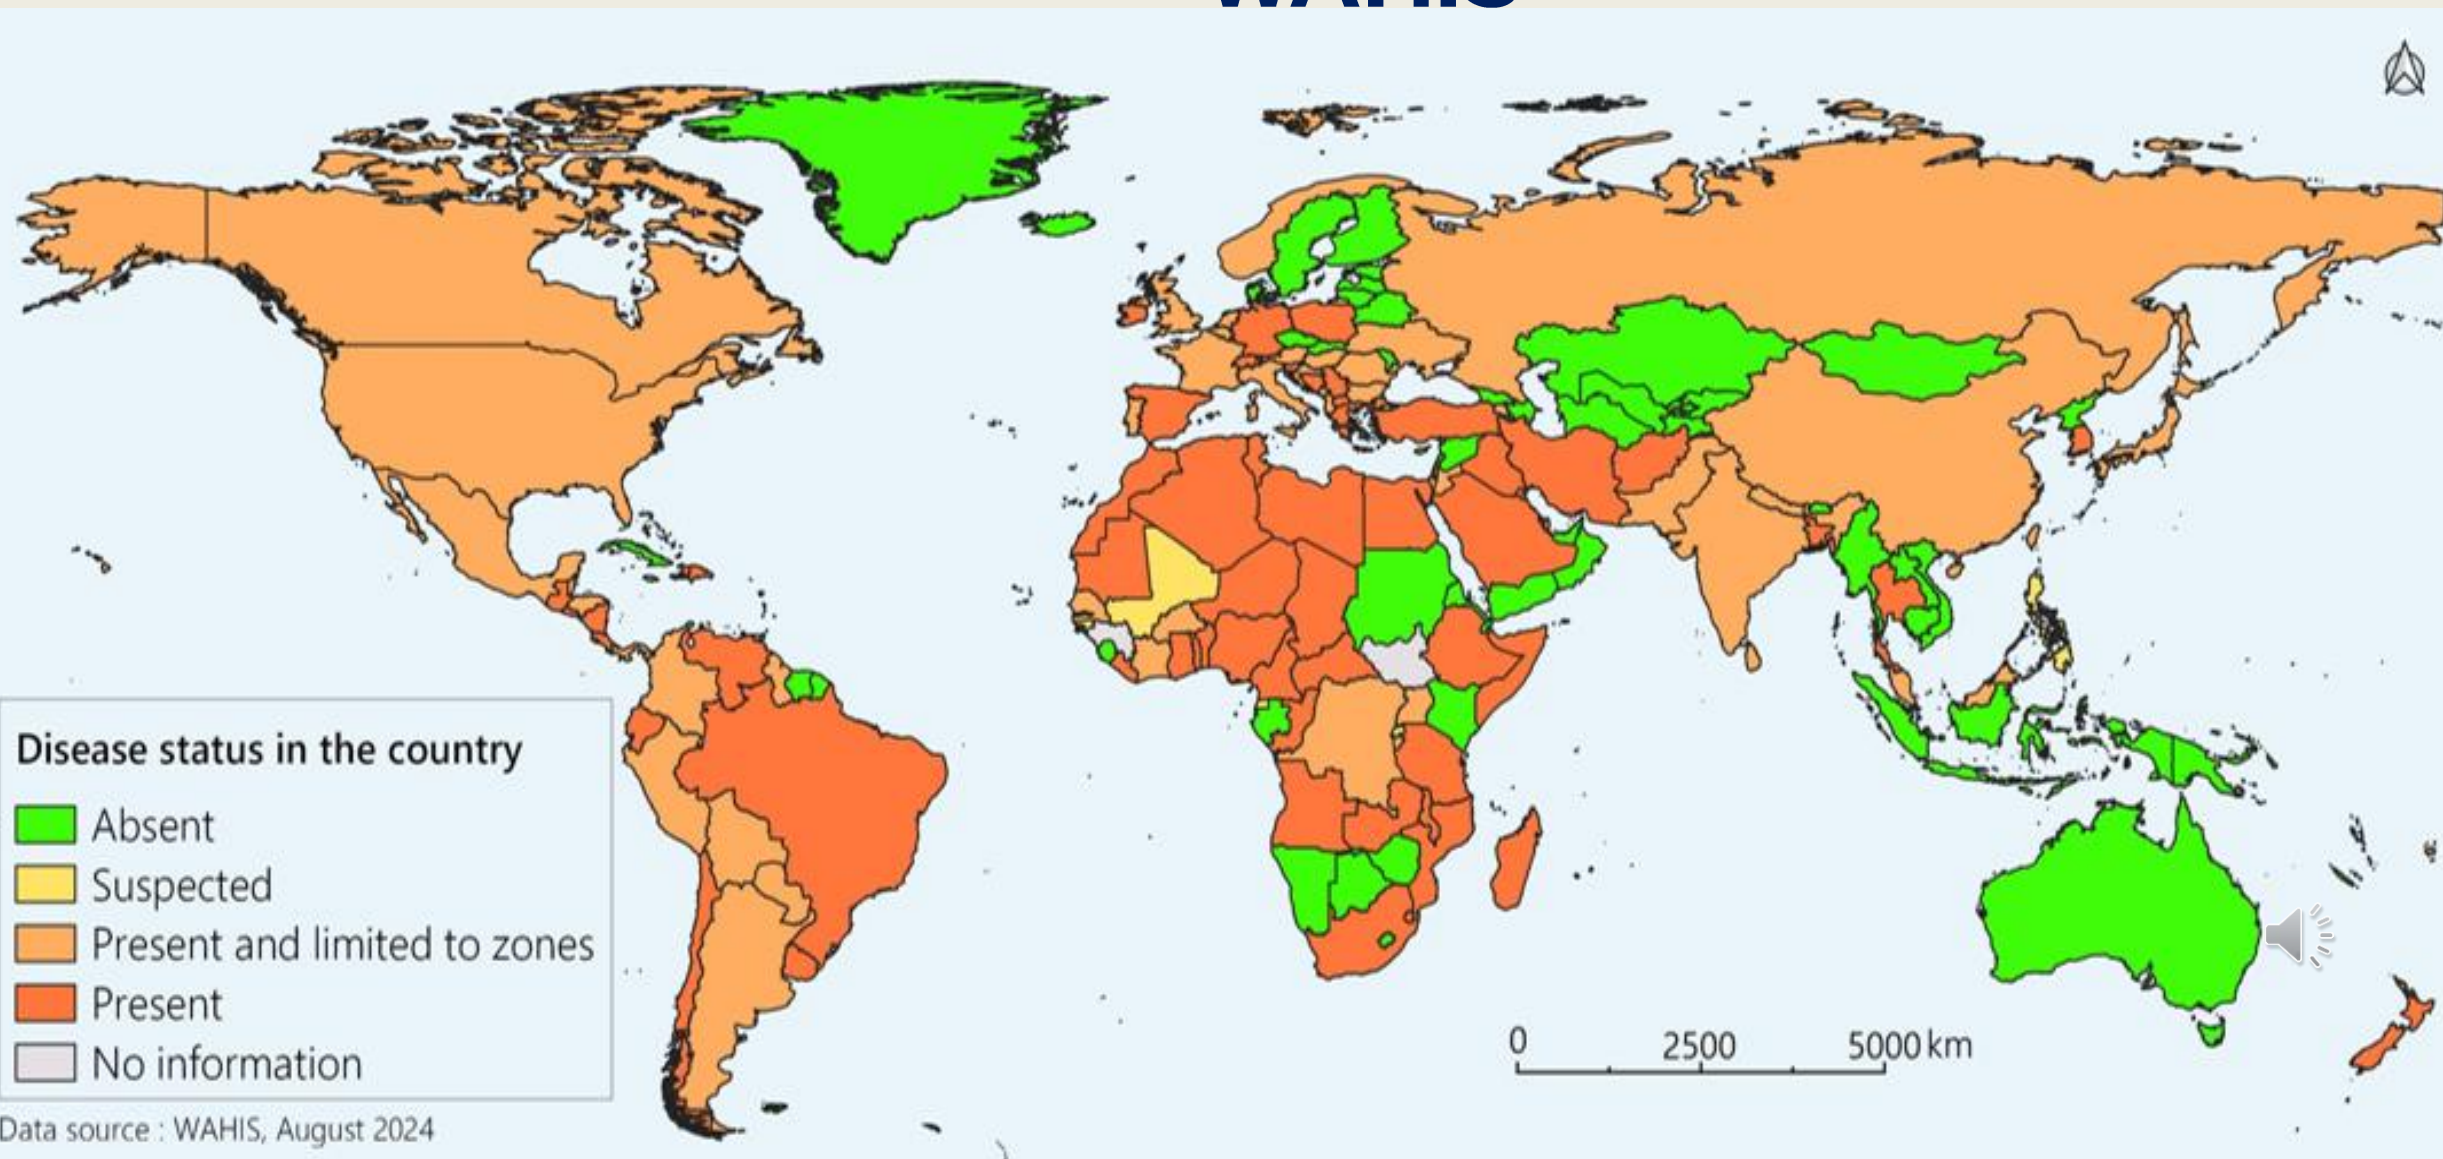 WAHIS
Disease status in the country
Absent
Suspected
Present and limited to zones
Present
No information
Data source : WAHIS, August 2024
0 2500 5000 km